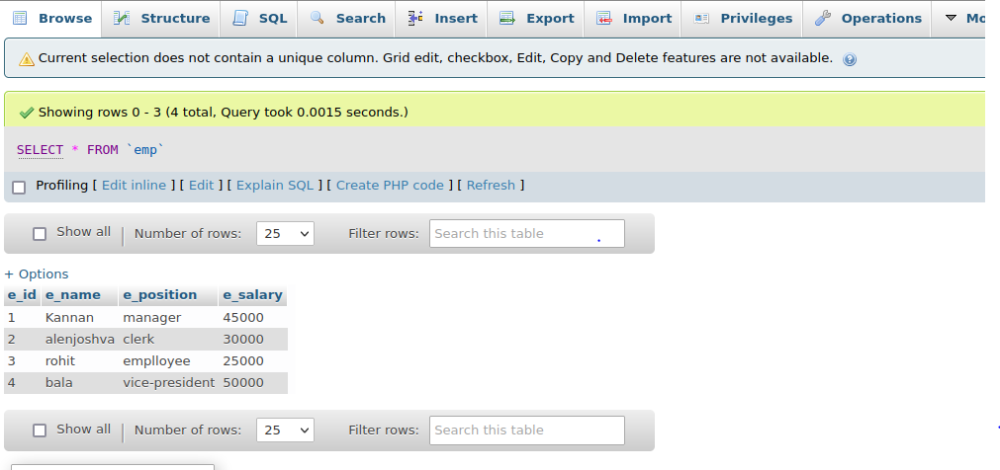 Browse Structure SQL Search Insert Export Import Privileges Operations Mo
Current selection does not contain a unique column. Grid edit, checkbox, Edit, Copy and Delete features are not available.
Showing rows 0 - 3 (4 total, Query took 0.0015 seconds.)
SELECT * FROM `emp`
Profiling [ Edit inline ] [ Edit ] [ Explain SQL ] [ Create PHP code ] [ Refresh ]
Show all Number of rows: 25 Filter rows: Search this table
+ Options
e_id e_name e_position e_salary
1 Kannan manager 45000
2 alenjoshva clerk 30000
3 rohit emplloyee 25000
4 bala vice-president 50000
Show all Number of rows: 25 Filter rows: Search this table